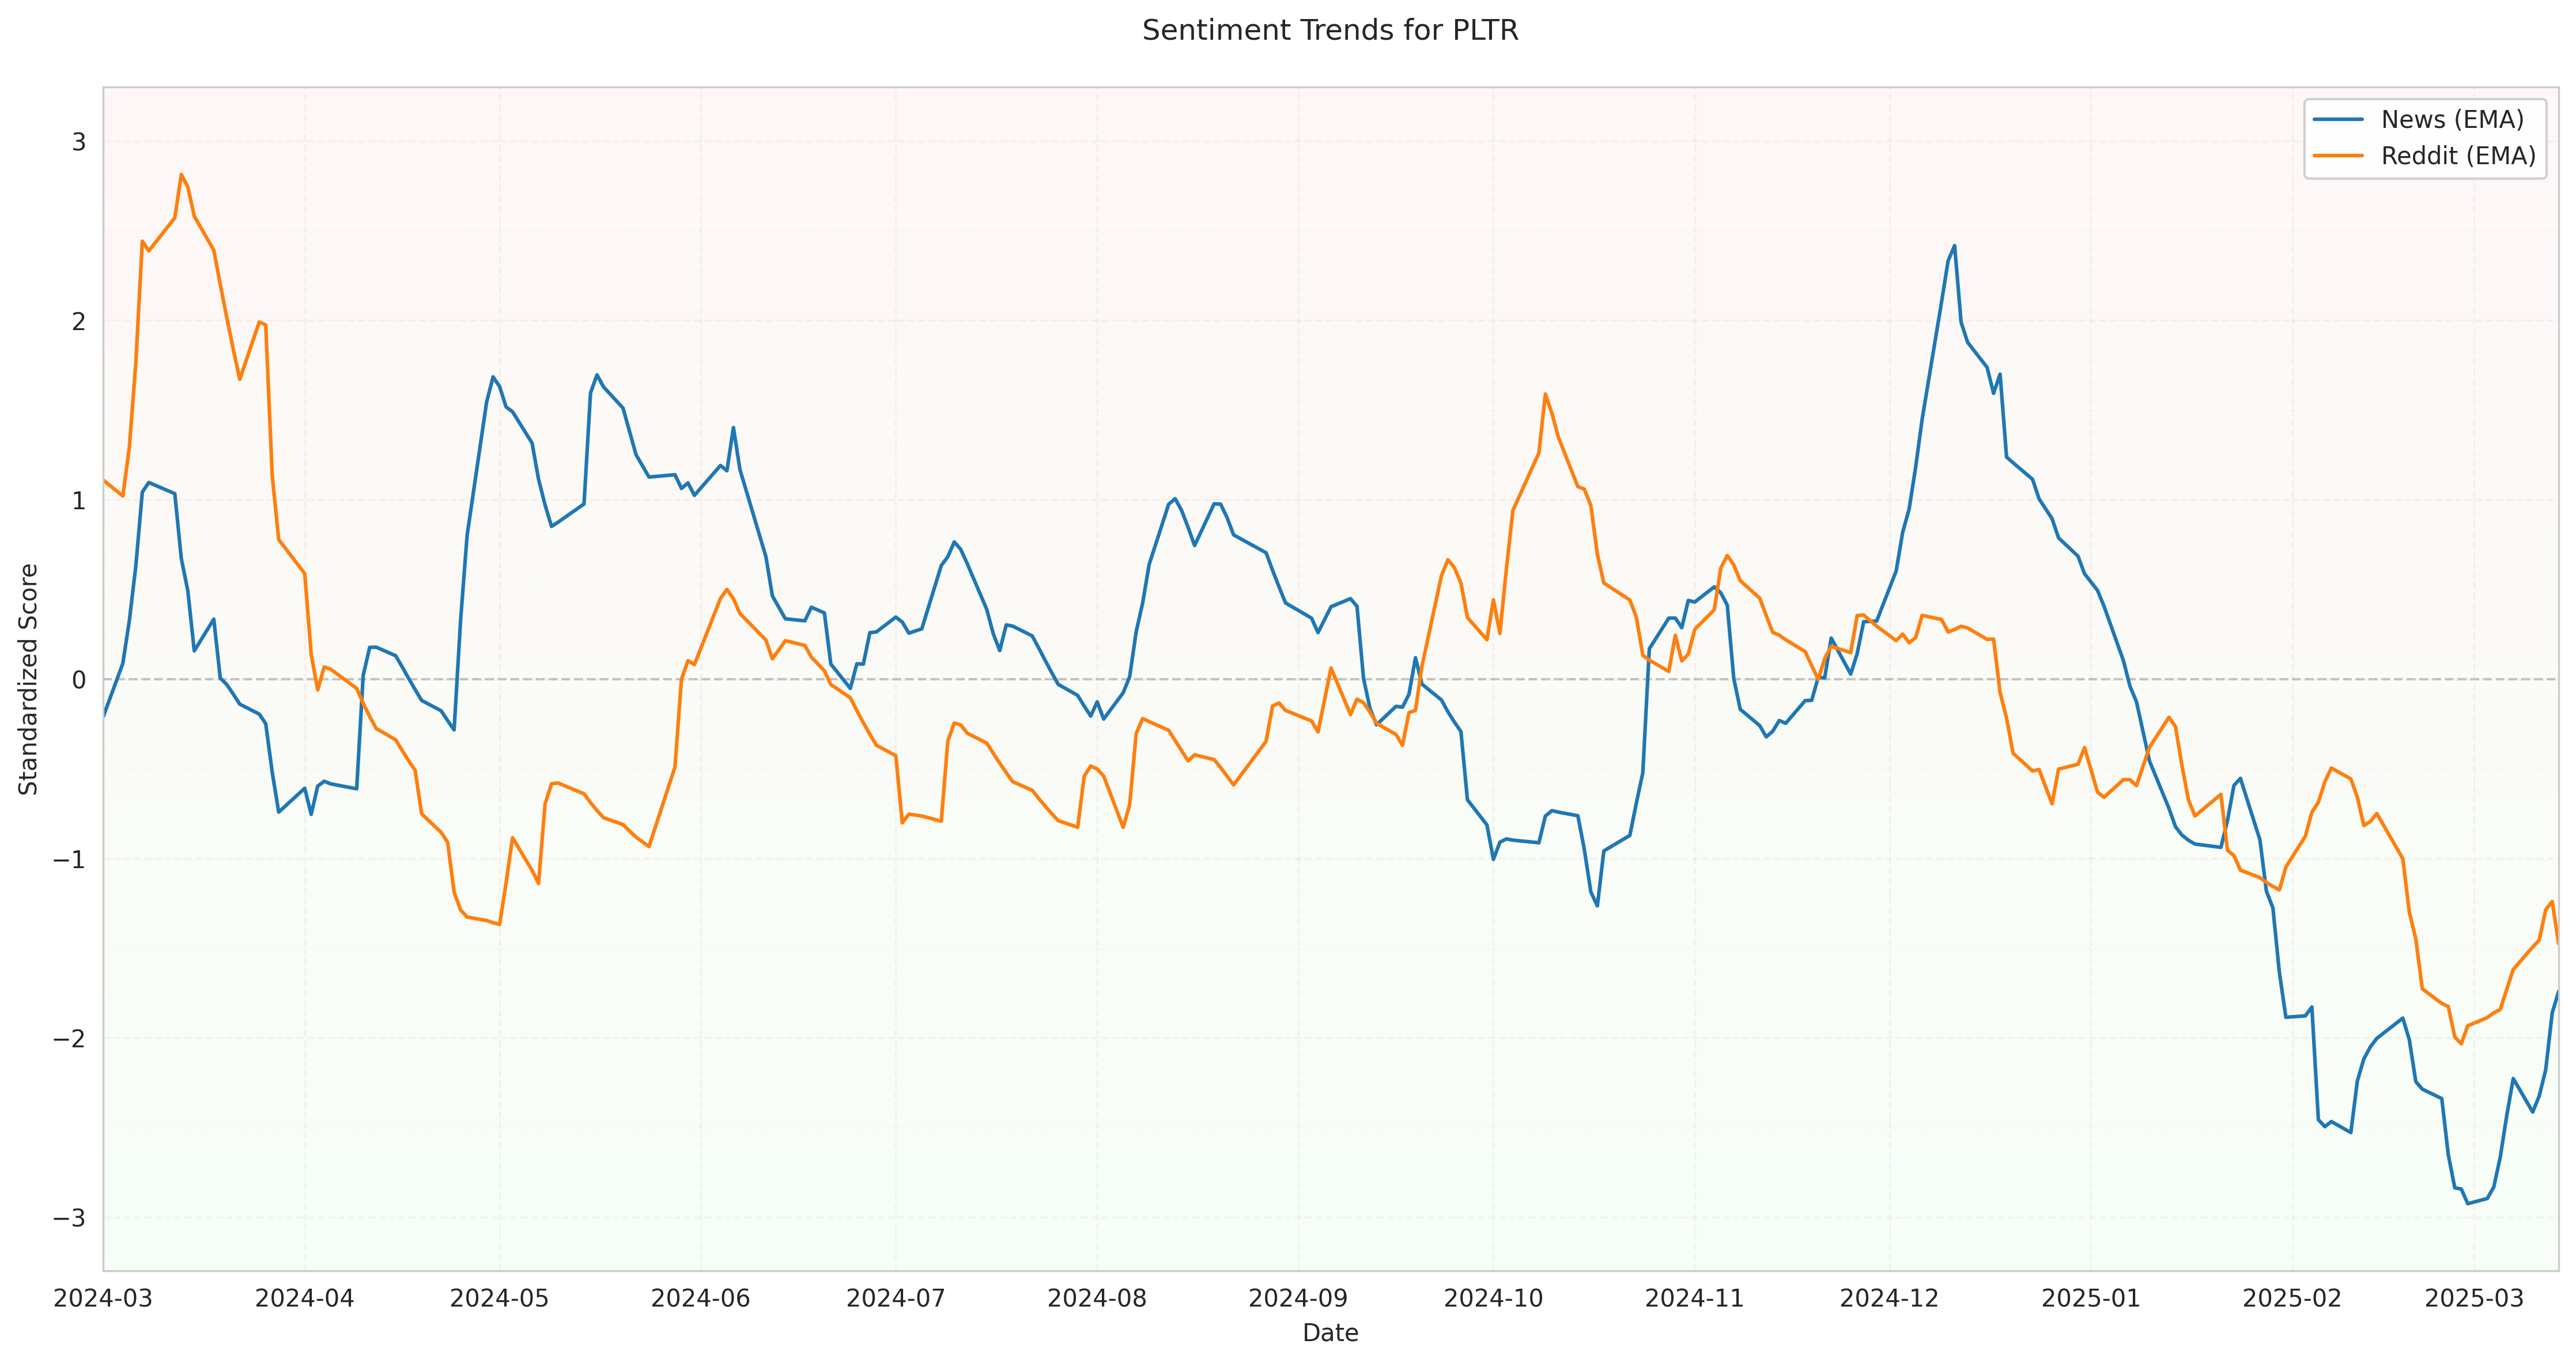 Sentiment Trends for PLTR
News (EMA)
Reddit (EMA)
Standardized Score
3
2
1
0
−1
−2
−3
2024-03 2024-04 2024-05 2024-06 2024-07 2024-08 2024-09 2024-10 2024-11 2024-12 2025-01 2025-02 2025-03
Date